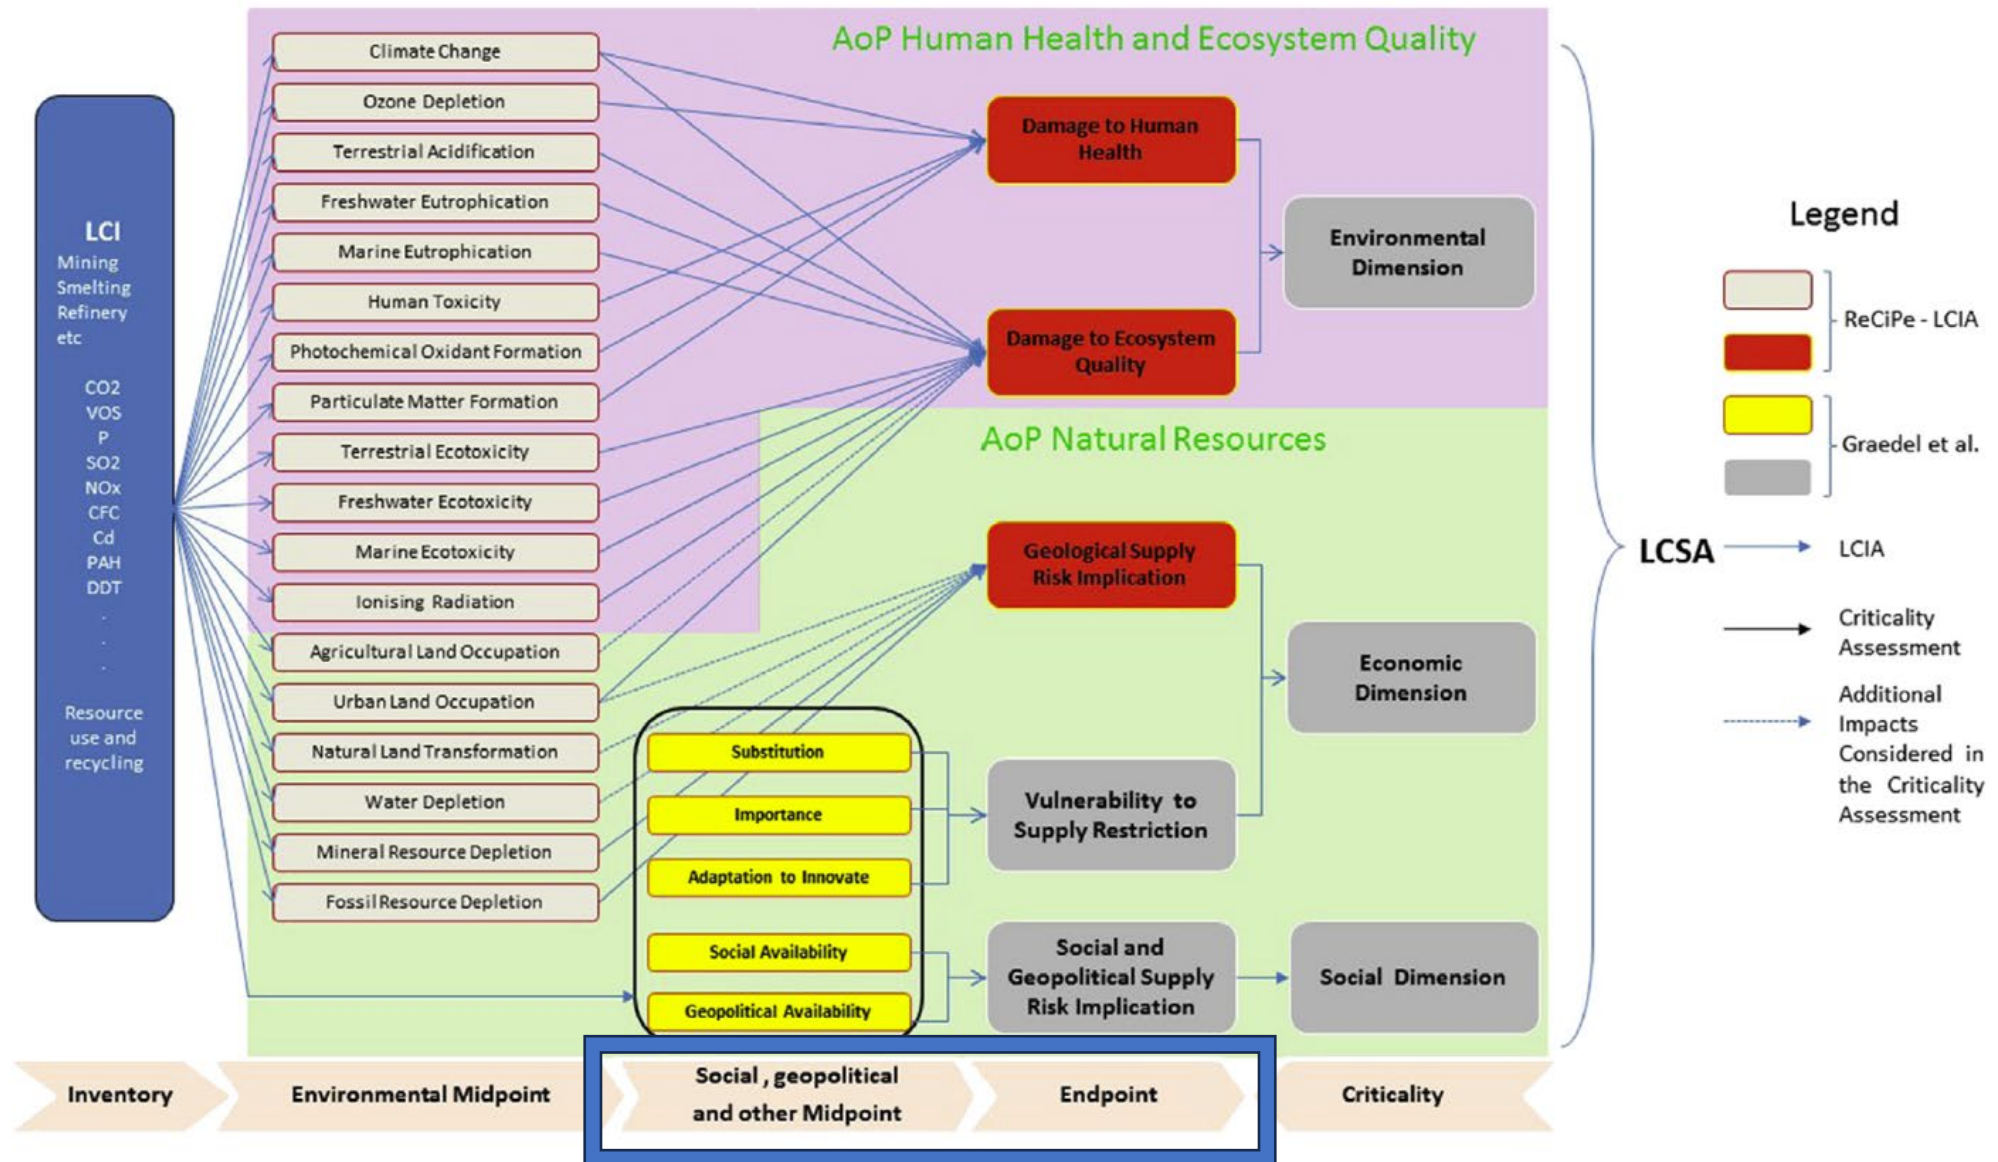 AoP Human Health and Ecosystem Quality
LCI
Mining
Smelting
Refinery
etc
CO2
VOS
P
SO2
NOx
CFC
Cd
PAH
DDT
.
.
.
Resource
use and
recycling
Climate Change
Ozone Depletion
Terrestrial Acidification
Freshwater Eutrophication
Marine Eutrophication
Human Toxicity
Photochemical Oxidant Formation
Particulate Matter Formation
Terrestrial Ecotoxicity
Freshwater Ecotoxicity
Marine Ecotoxicity
Ionising Radiation
Agricultural Land Occupation
Urban Land Occupation
Natural Land Transformation
Water Depletion
Mineral Resource Depletion
Fossil Resource Depletion
Substitution
Importance
Adaptation to Innovate
Social Availability
Geopolitical Availability
Damage to Human
Health
Damage to Ecosystem
Quality
AoP Natural Resources
Geological Supply
Risk Implication
Vulnerability to
Supply Restriction
Social and
Geopolitical Supply
Risk Implication
Environmental
Dimension
Economic
Dimension
Social Dimension
LCSA
Legend
ReCiPe - LCIA
Graedel et al.
LCIA
Criticality
Assessment
Additional
Impacts
Considered in
the Criticality
Assessment
Inventory
Environmental Midpoint
Social , geopolitical
and other Midpoint
Endpoint
Criticality